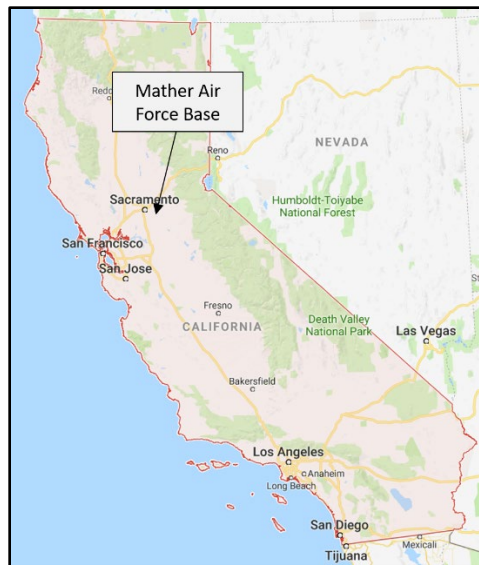 Mather Air
Force Base
Redd
Reno
NEVADA
Sacramento
Humboldt-Toiyabe
National Forest
San Francisco
San Jose
Fresno
CALIFORNIA
Death Valley
National Park
Las Vegas
Bakersfield
Los Angeles
Anaheim
Long Beach
San Diego
Mexicali
Tijuana